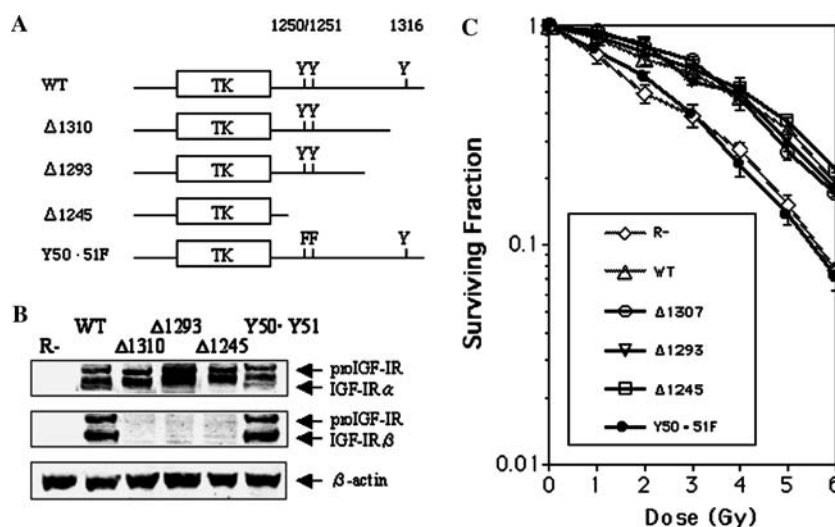 A
1250/1251 1316
YY Y
WT TK
YY
Δ1310 TK
YY
Δ1293 TK
Δ1245 TK
FF Y
Y50·51F TK
B
WT Δ1293 Y50·Y51
R- Δ1310 Δ1245
proIGF-IR
IGF-IRα
proIGF-IR
IGF-IRβ
β-actin
C
Surviving Fraction
1
0.1
0.01
R-
WT
Δ1307
Δ1293
Δ1245
Y50·51F
0 1 2 3 4 5 6
Dose (Gy)